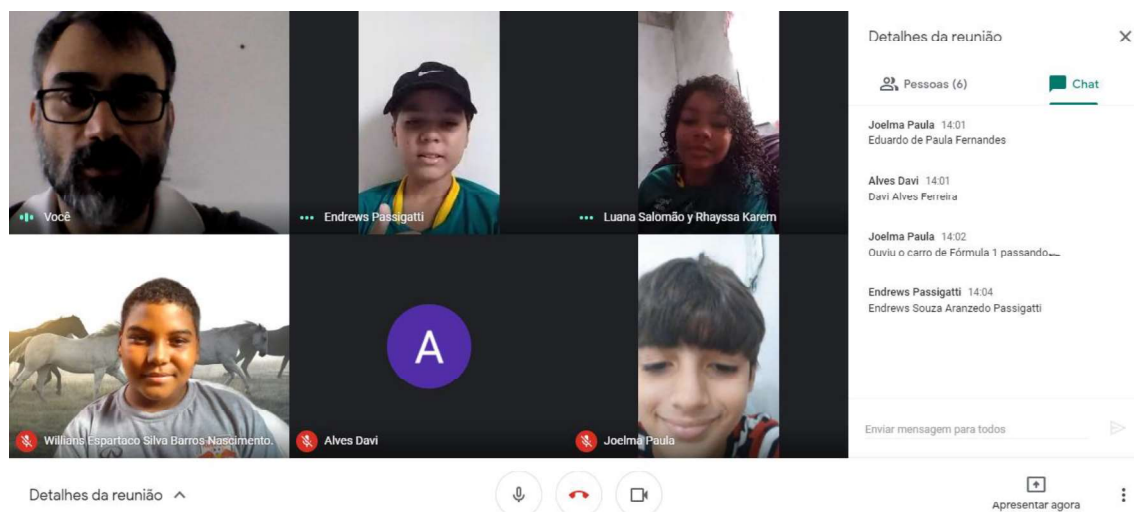 Você
Endrews Passigatti
Luana Salomão y Rhayssa Karem
Willians Espartaco Silva Barros Nascimento.
A
Alves Davi
Joelma Paula
Detalhes da reunião
Pessoas (6)
Chat
Joelma Paula 14:01
Eduardo de Paula Fernandes
Alves Davi 14:01
Davi Alves Ferreira
Joelma Paula 14:02
Ouviu o carro de Fórmula 1 passando
Endrews Passigatti 14:04
Endrews Souza Aranzedo Passigatti
Enviar mensagem para todos
Detalhes da reunião
Apresentar agora